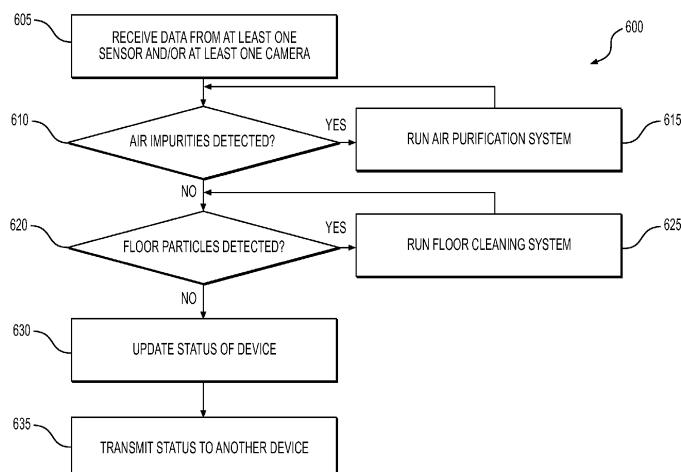 605
RECEIVE DATA FROM AT LEAST ONE
SENSOR AND/OR AT LEAST ONE CAMERA
600
610
AIR IMPURITIES DETECTED?
YES
RUN AIR PURIFICATION SYSTEM
615
NO
620
FLOOR PARTICLES DETECTED?
YES
RUN FLOOR CLEANING SYSTEM
625
NO
630
UPDATE STATUS OF DEVICE
635
TRANSMIT STATUS TO ANOTHER DEVICE